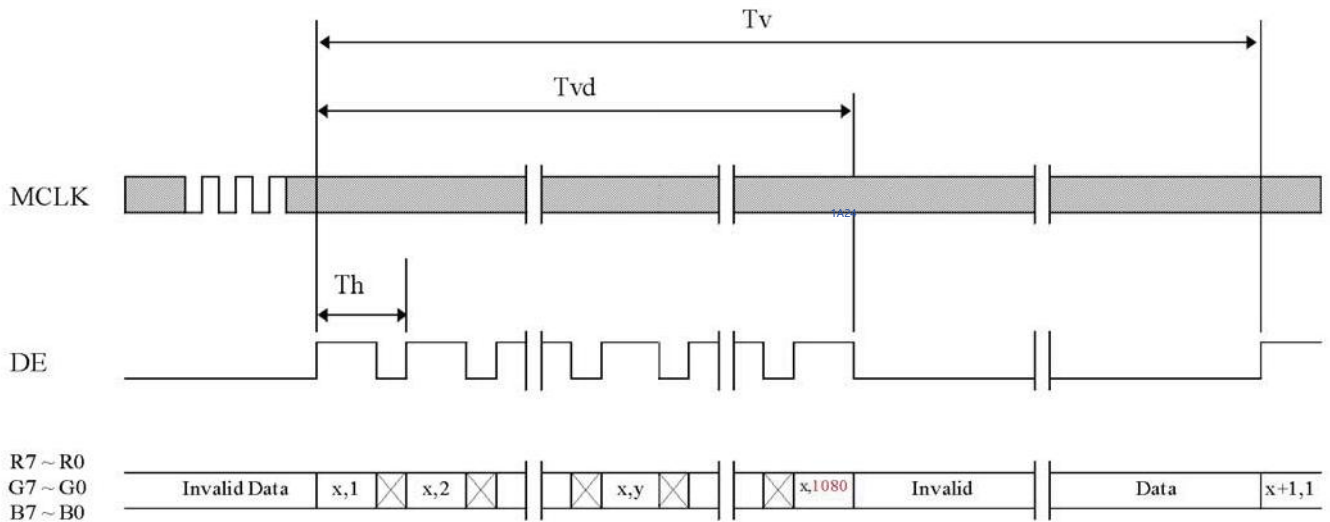 Tv
Tvd
MCLK
1A24
Th
DE
R7 ~ R0
G7 ~ G0
B7 ~ B0
Invalid Data x,1 x,2 x,y x,1080 Invalid Data x+1,1